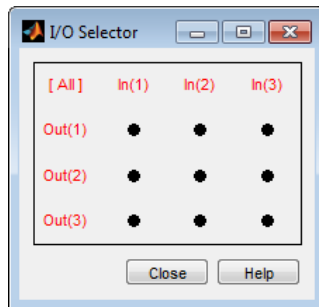 I/O Selector
[ All ] In(1) In(2) In(3)
Out(1)
Out(2)
Out(3)
Close Help